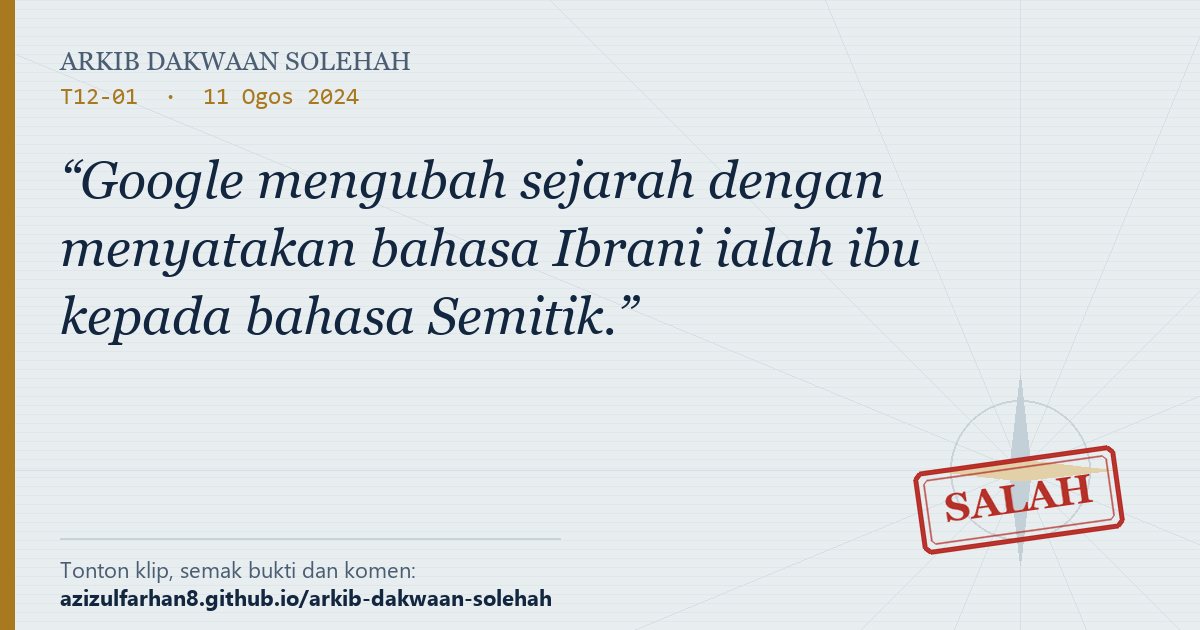 ARKIB DAKWAAN SOLEHAH
T12-01 · 11 Ogos 2024
“Google mengubah sejarah dengan
menyatakan bahasa Ibrani ialah ibu
kepada bahasa Semitik.”
SALAH
Tonton klip, semak bukti dan komen:
azizulfarhan8.github.io/arkib-dakwaan-solehah